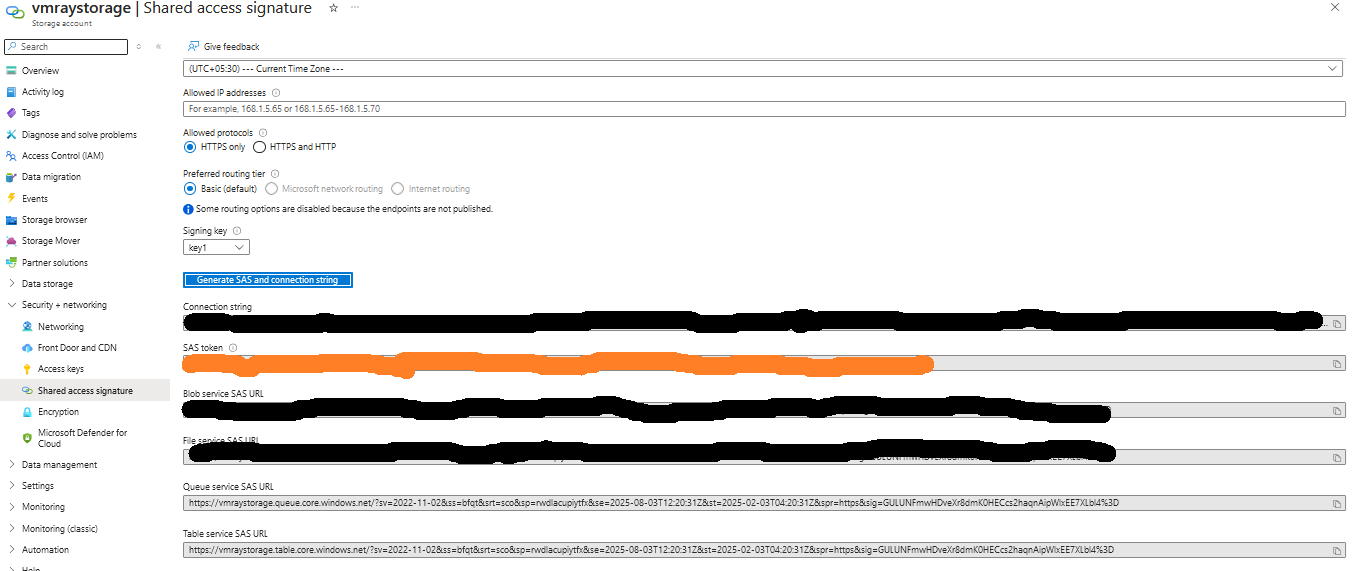 vmraystorage | Shared access signature
Storage account
Search
Give feedback
Overview
Activity log
Tags
Diagnose and solve problems
Access Control (IAM)
Data migration
Events
Storage browser
Storage Mover
Partner solutions
Data storage
Security + networking
Networking
Front Door and CDN
Access keys
Shared access signature
Encryption
Microsoft Defender for
Cloud
Data management
Settings
Monitoring
Monitoring (classic)
Automation
Help
(UTC+05:30) --- Current Time Zone ---
Allowed IP addresses
For example, 168.1.5.65 or 168.1.5.65-168.1.5.70
Allowed protocols
HTTPS only HTTPS and HTTP
Preferred routing tier
Basic (default) Microsoft network routing Internet routing
Some routing options are disabled because the endpoints are not published.
Signing key
key1
Generate SAS and connection string
Connection string
SAS token
Blob service SAS URL
File service SAS URL
Queue service SAS URL
https://vmraystorage.queue.core.windows.net/?sv=2022-11-02&ss=bfqt&srt=sco&sp=rwdlacupiytfx&se=2025-08-03T12:20:31Z&st=2025-02-03T04:20:31Z&spr=https&sig=[signature withheld: access credential]
Table service SAS URL
https://vmraystorage.table.core.windows.net/?sv=2022-11-02&ss=bfqt&srt=sco&sp=rwdlacupiytfx&se=2025-08-03T12:20:31Z&st=2025-02-03T04:20:31Z&spr=https&sig=[signature withheld: access credential]